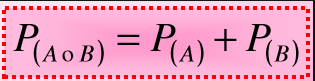 P(A o B) = P(A) + P(B)